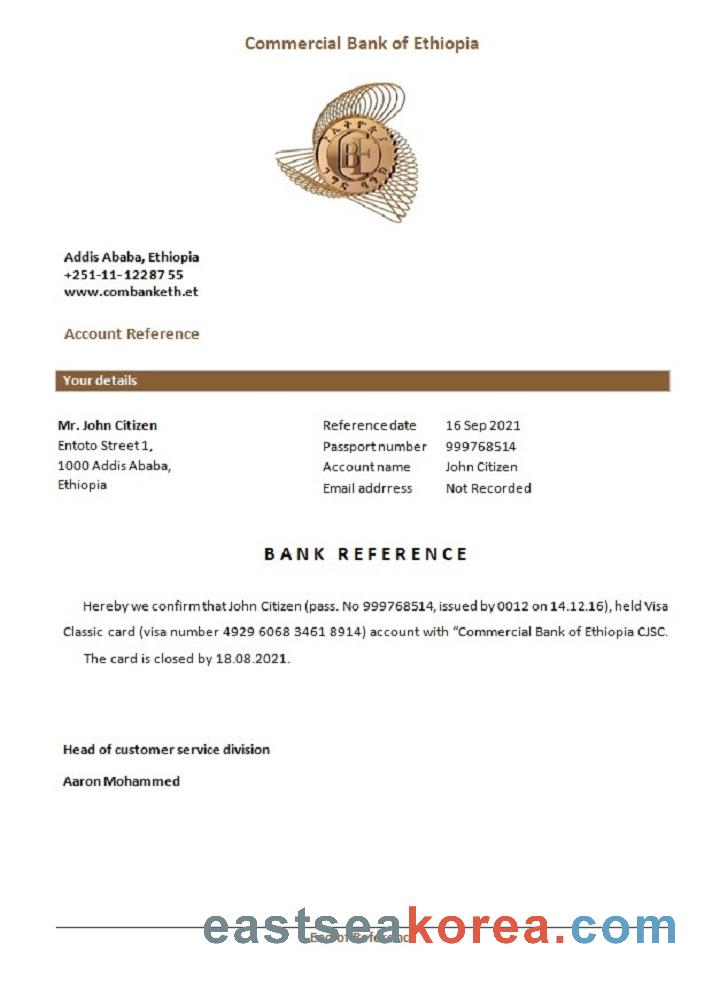 Commercial Bank of Ethiopia
CBE
Addis Ababa, Ethiopia
+251-11-12287 55
www.combanketh.et
Account Reference
Your details
Mr. John Citizen
Entoto Street 1,
1000 Addis Ababa,
Ethiopia
Reference date 16 Sep 2021
Passport number 999768514
Account name John Citizen
Email addrress Not Recorded
BANK REFERENCE
Hereby we confirm that John Citizen (pass. No 999768514, issued by 0012 on 14.12.16), held Visa
Classic card (visa number 4929 6068 3461 8914) account with "Commercial Bank of Ethiopia CJSC.
The card is closed by 18.08.2021.
Head of customer service division
Aaron Mohammed
End of Reference
eastseakorea.com